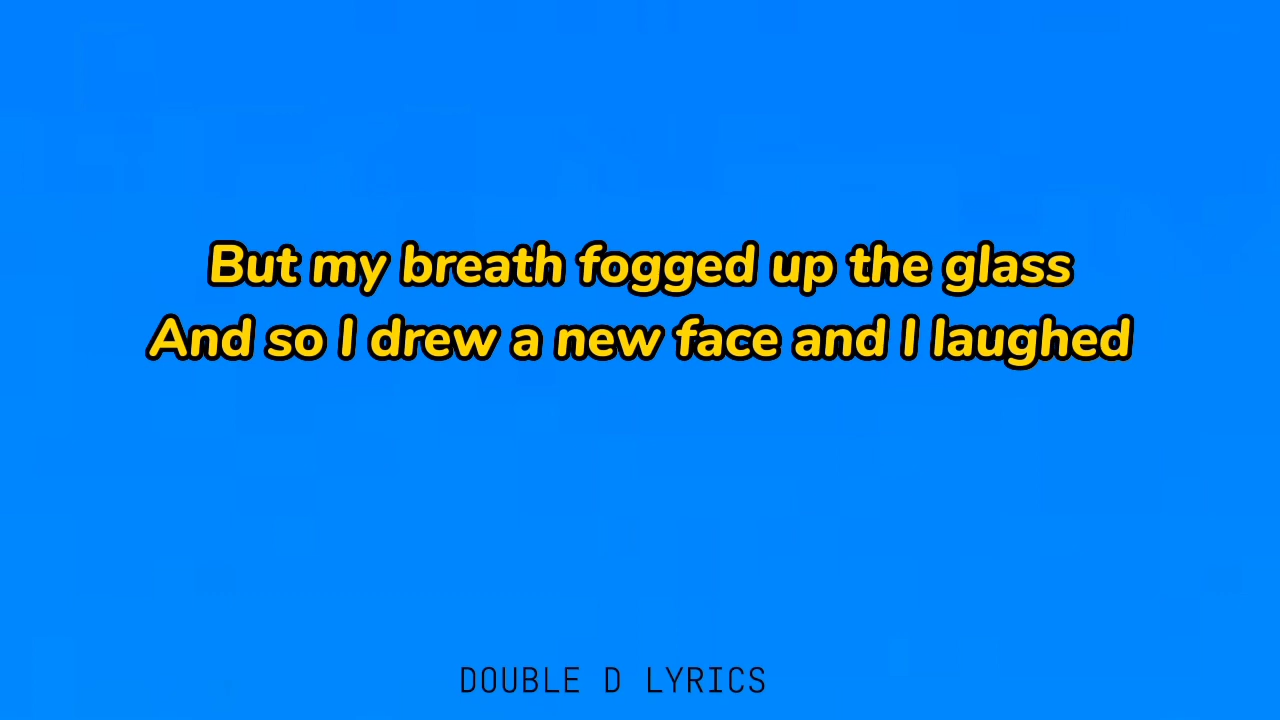 But my breath fogged up the glass
And so I drew a new face and I laughed
DOUBLE D LYRICS